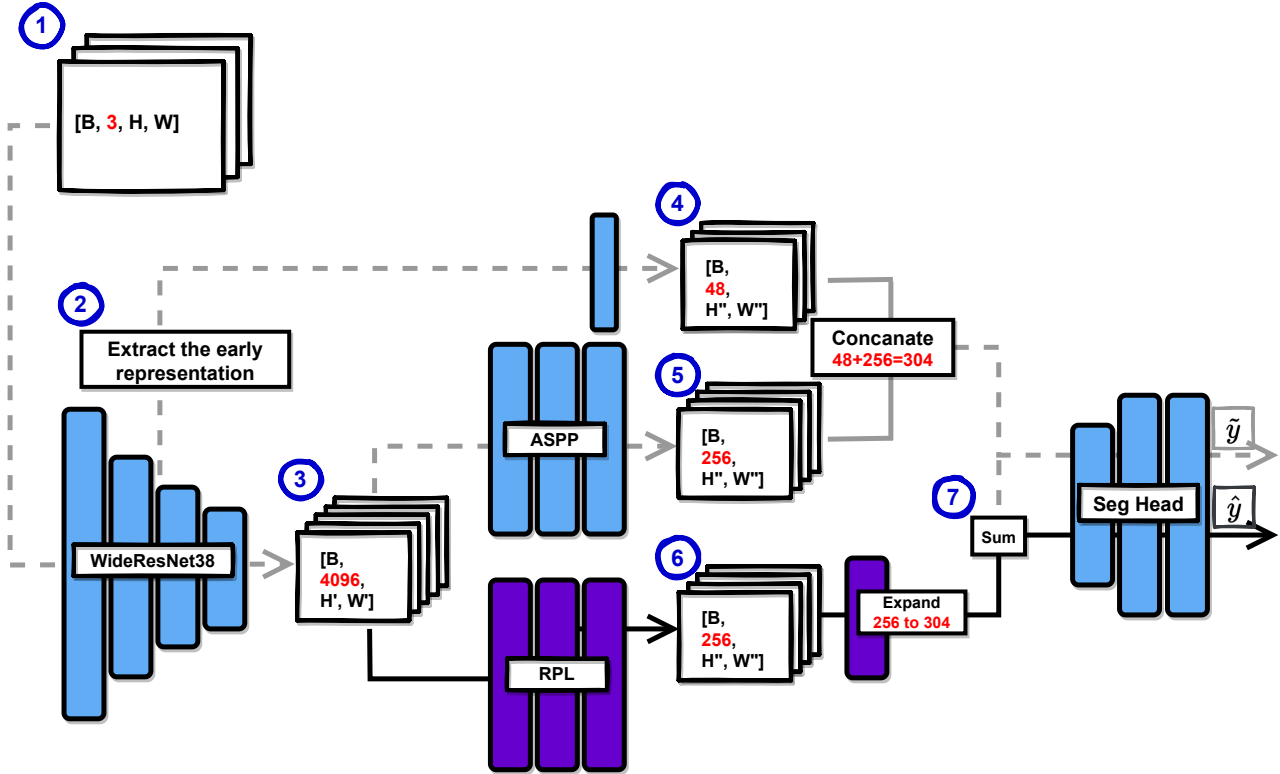 1
[B, 3, H, W]
2
Extract the early
representation
WideResNet38
3
[B,
4096,
H', W']
4
[B,
48,
H", W"]
5
[B,
256,
H", W"]
ASPP
Concanate
48+256=304
6
[B,
256,
H", W"]
RPL
Expand
256 to 304
7
Sum
Seg Head
ỹ
ŷ